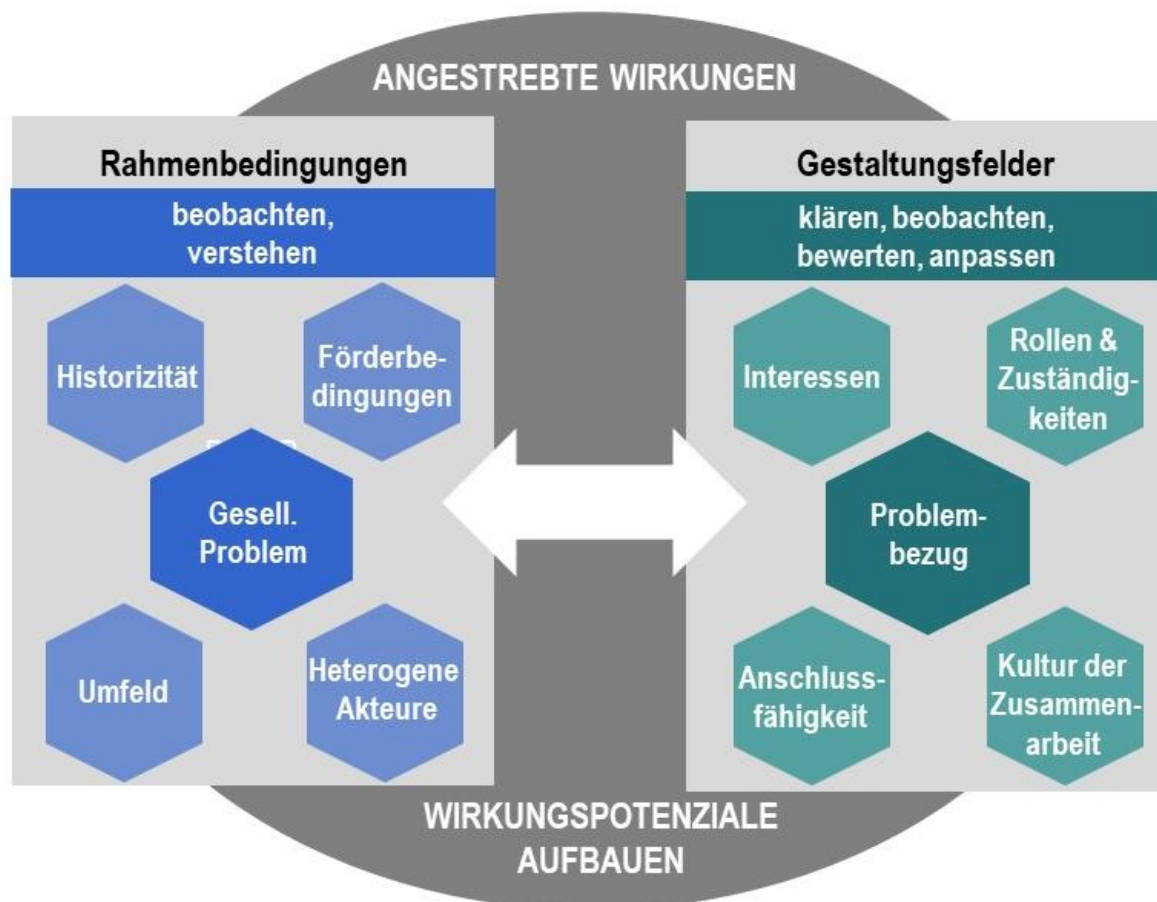 ANGESTREBTE WIRKUNGEN
Rahmenbedingungen
beobachten,
verstehen
Historizität
Förderbe-
dingungen
Gesell.
Problem
Umfeld
Heterogene
Akteure
Gestaltungsfelder
klären, beobachten,
bewerten, anpassen
Interessen
Rollen &
Zuständig-
keiten
Problem-
bezug
Anschluss-
fähigkeit
Kultur der
Zusammen-
arbeit
WIRKUNGSPOTENZIALE
AUFBAUEN